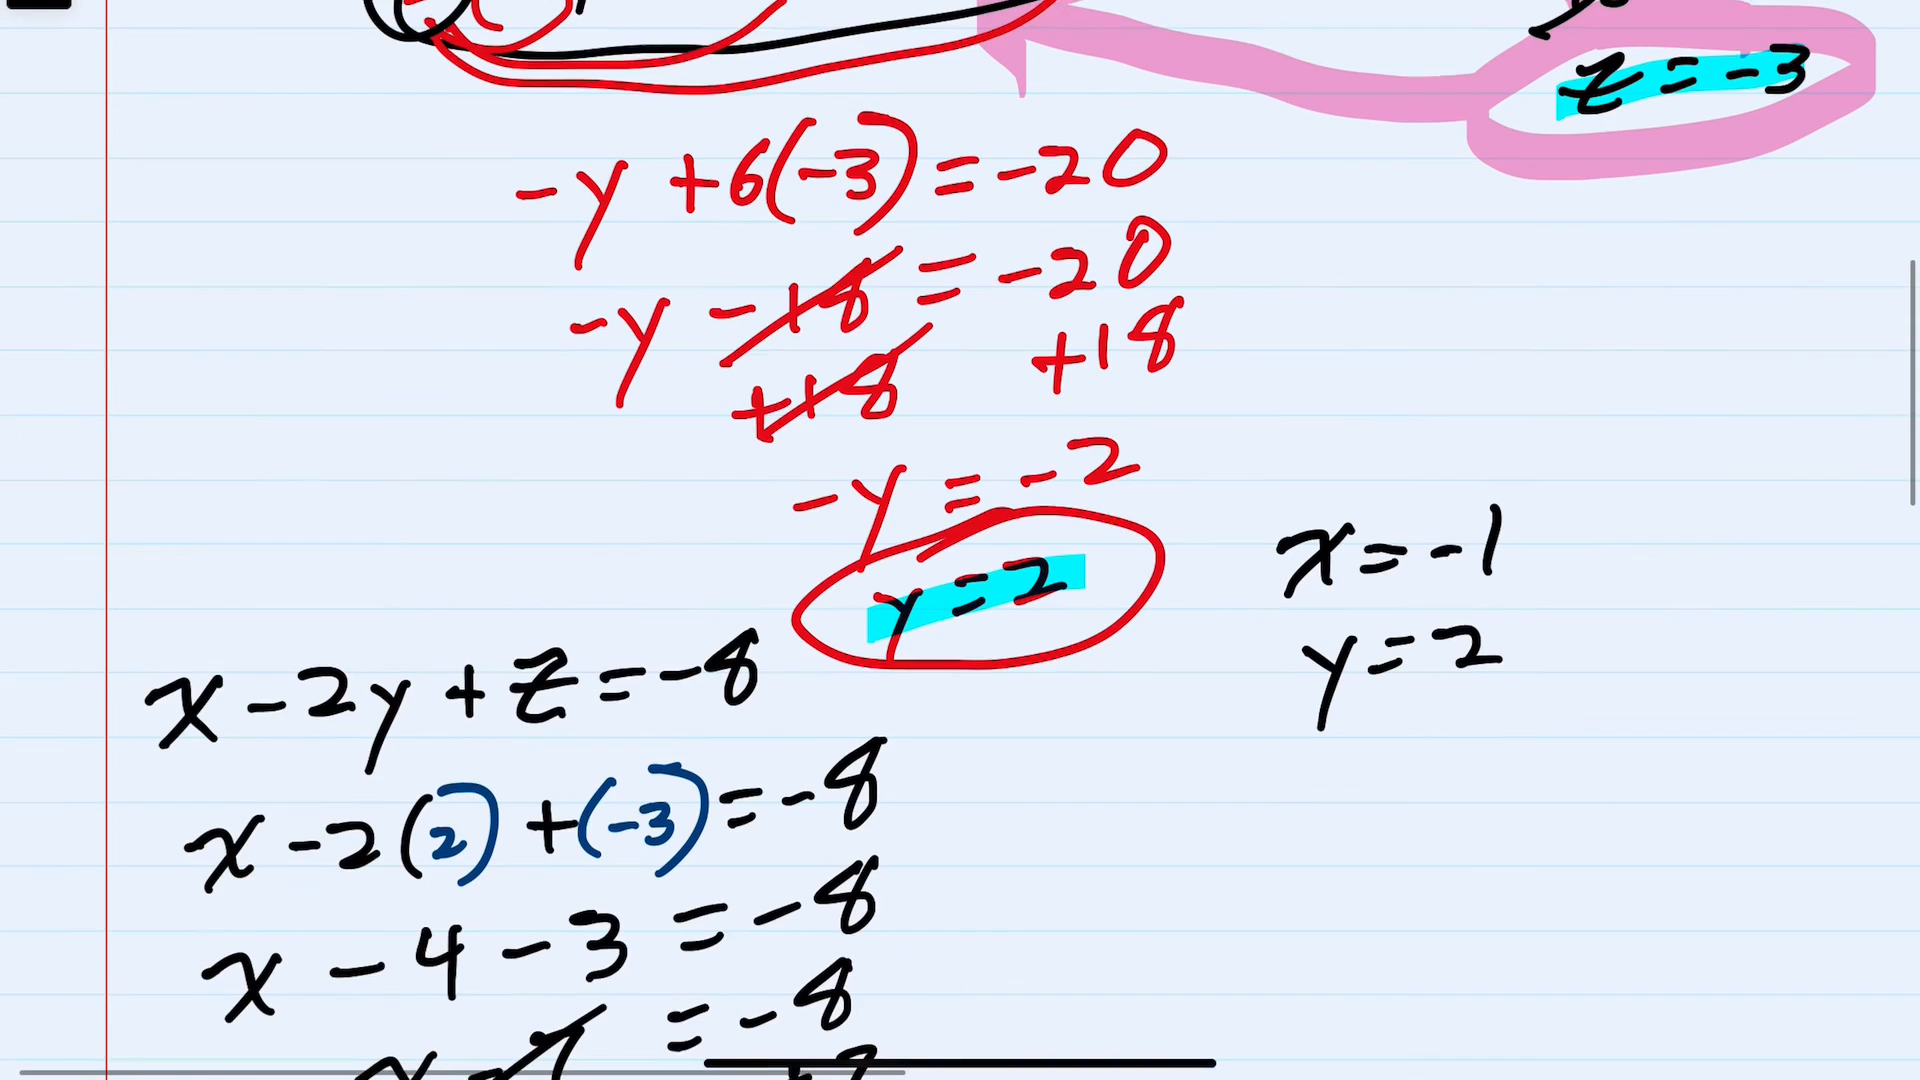 z = -3
-y + 6(-3) = -20
-y - 18 = -20
+18 +18
-y = -2
y = 2
x = -1
y = 2
x - 2y + z = -8
x - 2(2) + (-3) = -8
x - 4 - 3 = -8
x - 7 = -8